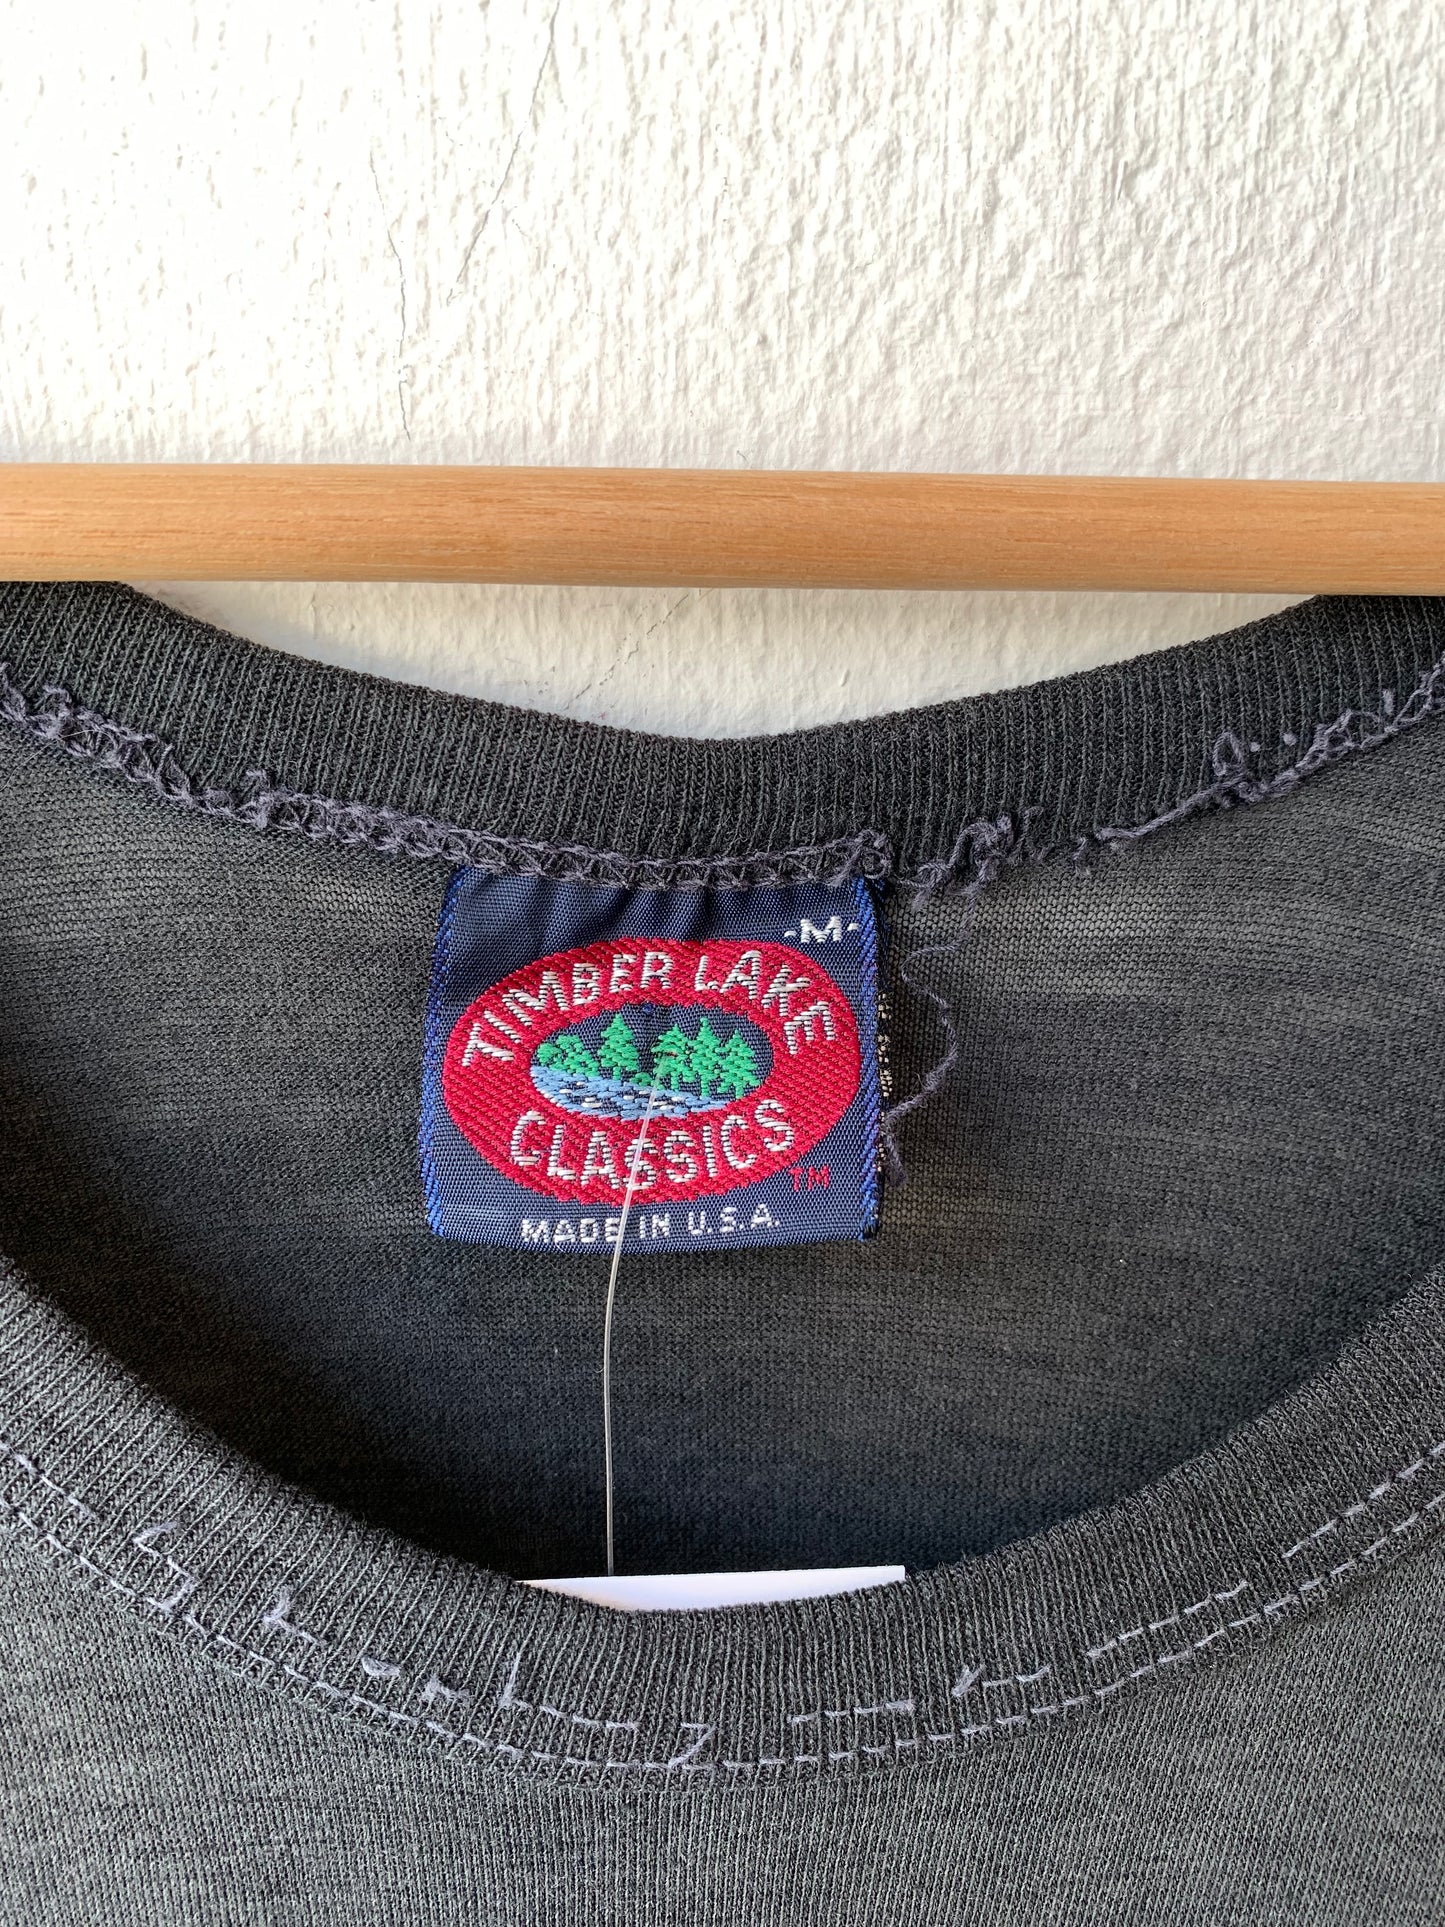 -M-
TIMBER LAKE
CLASSICS
TM
MADE IN U.S.A.